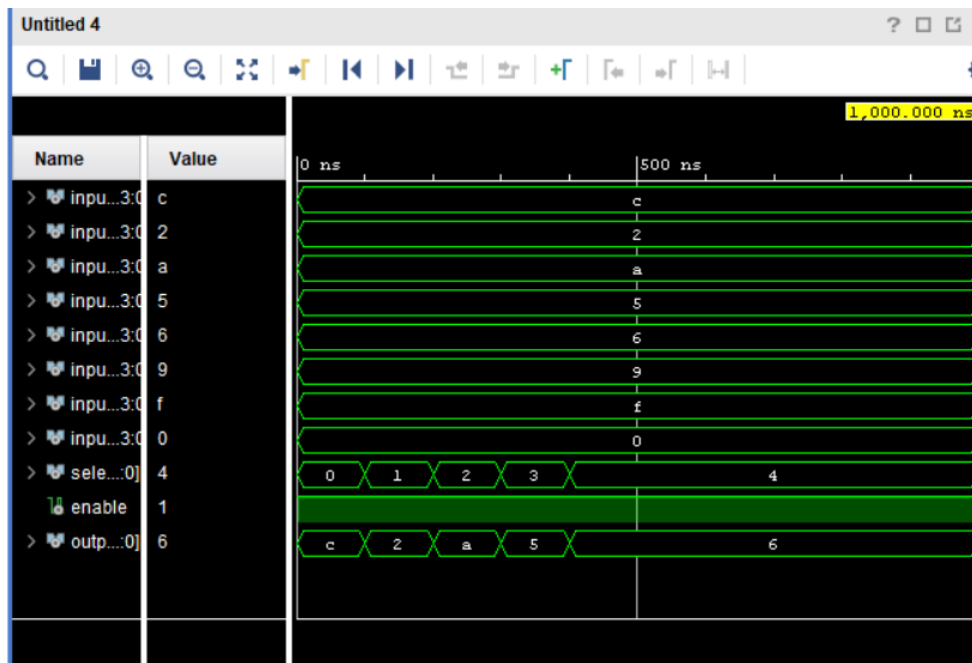 Untitled 4
1,000.000 ns
Name Value 0 ns 500 ns
inpu...3:0 c c
inpu...3:0 2 2
inpu...3:0 a a
inpu...3:0 5 5
inpu...3:0 6 6
inpu...3:0 9 9
inpu...3:0 f f
inpu...3:0 0 0
sele...:0] 4 0 1 2 3 4
enable 1
outp...:0] 6 c 2 a 5 6